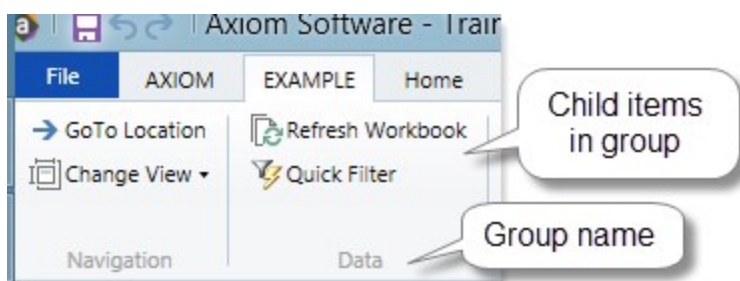 a
Axiom Software - Train
File AXIOM EXAMPLE Home
GoTo Location Refresh Workbook
Change View Quick Filter
Navigation Data
Child items
in group
Group name